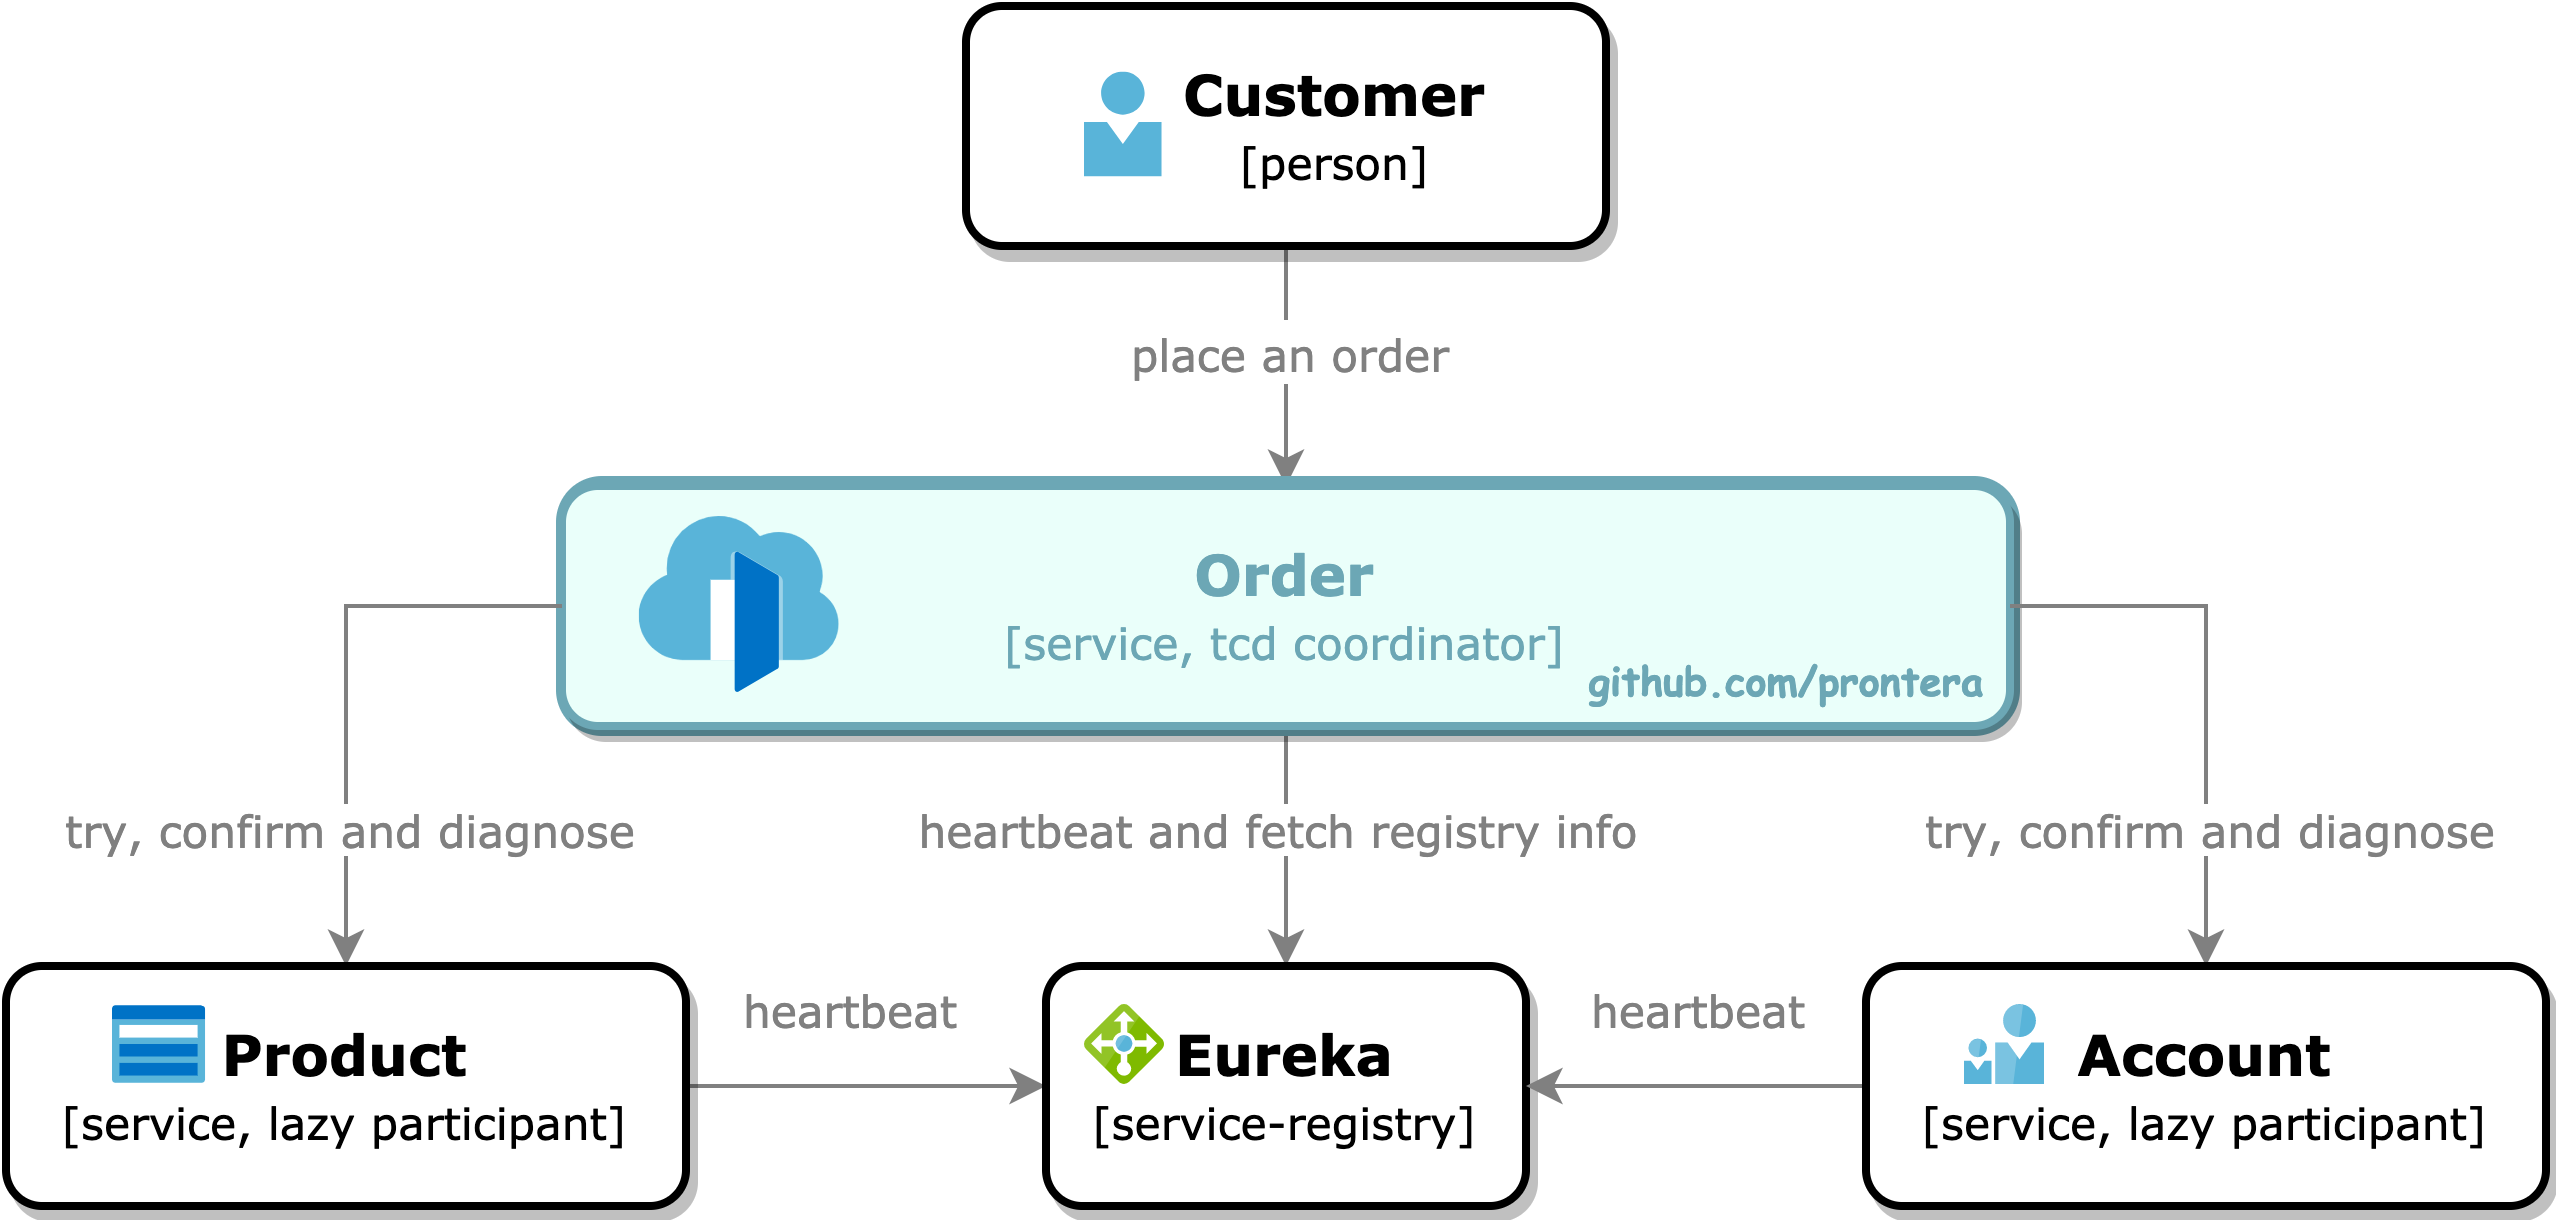 Customer
[person]
place an order
Order
[service, tcd coordinator]
github.com/prontera
try, confirm and diagnose
heartbeat and fetch registry info
try, confirm and diagnose
Product
[service, lazy participant]
heartbeat
Eureka
[service-registry]
heartbeat
Account
[service, lazy participant]